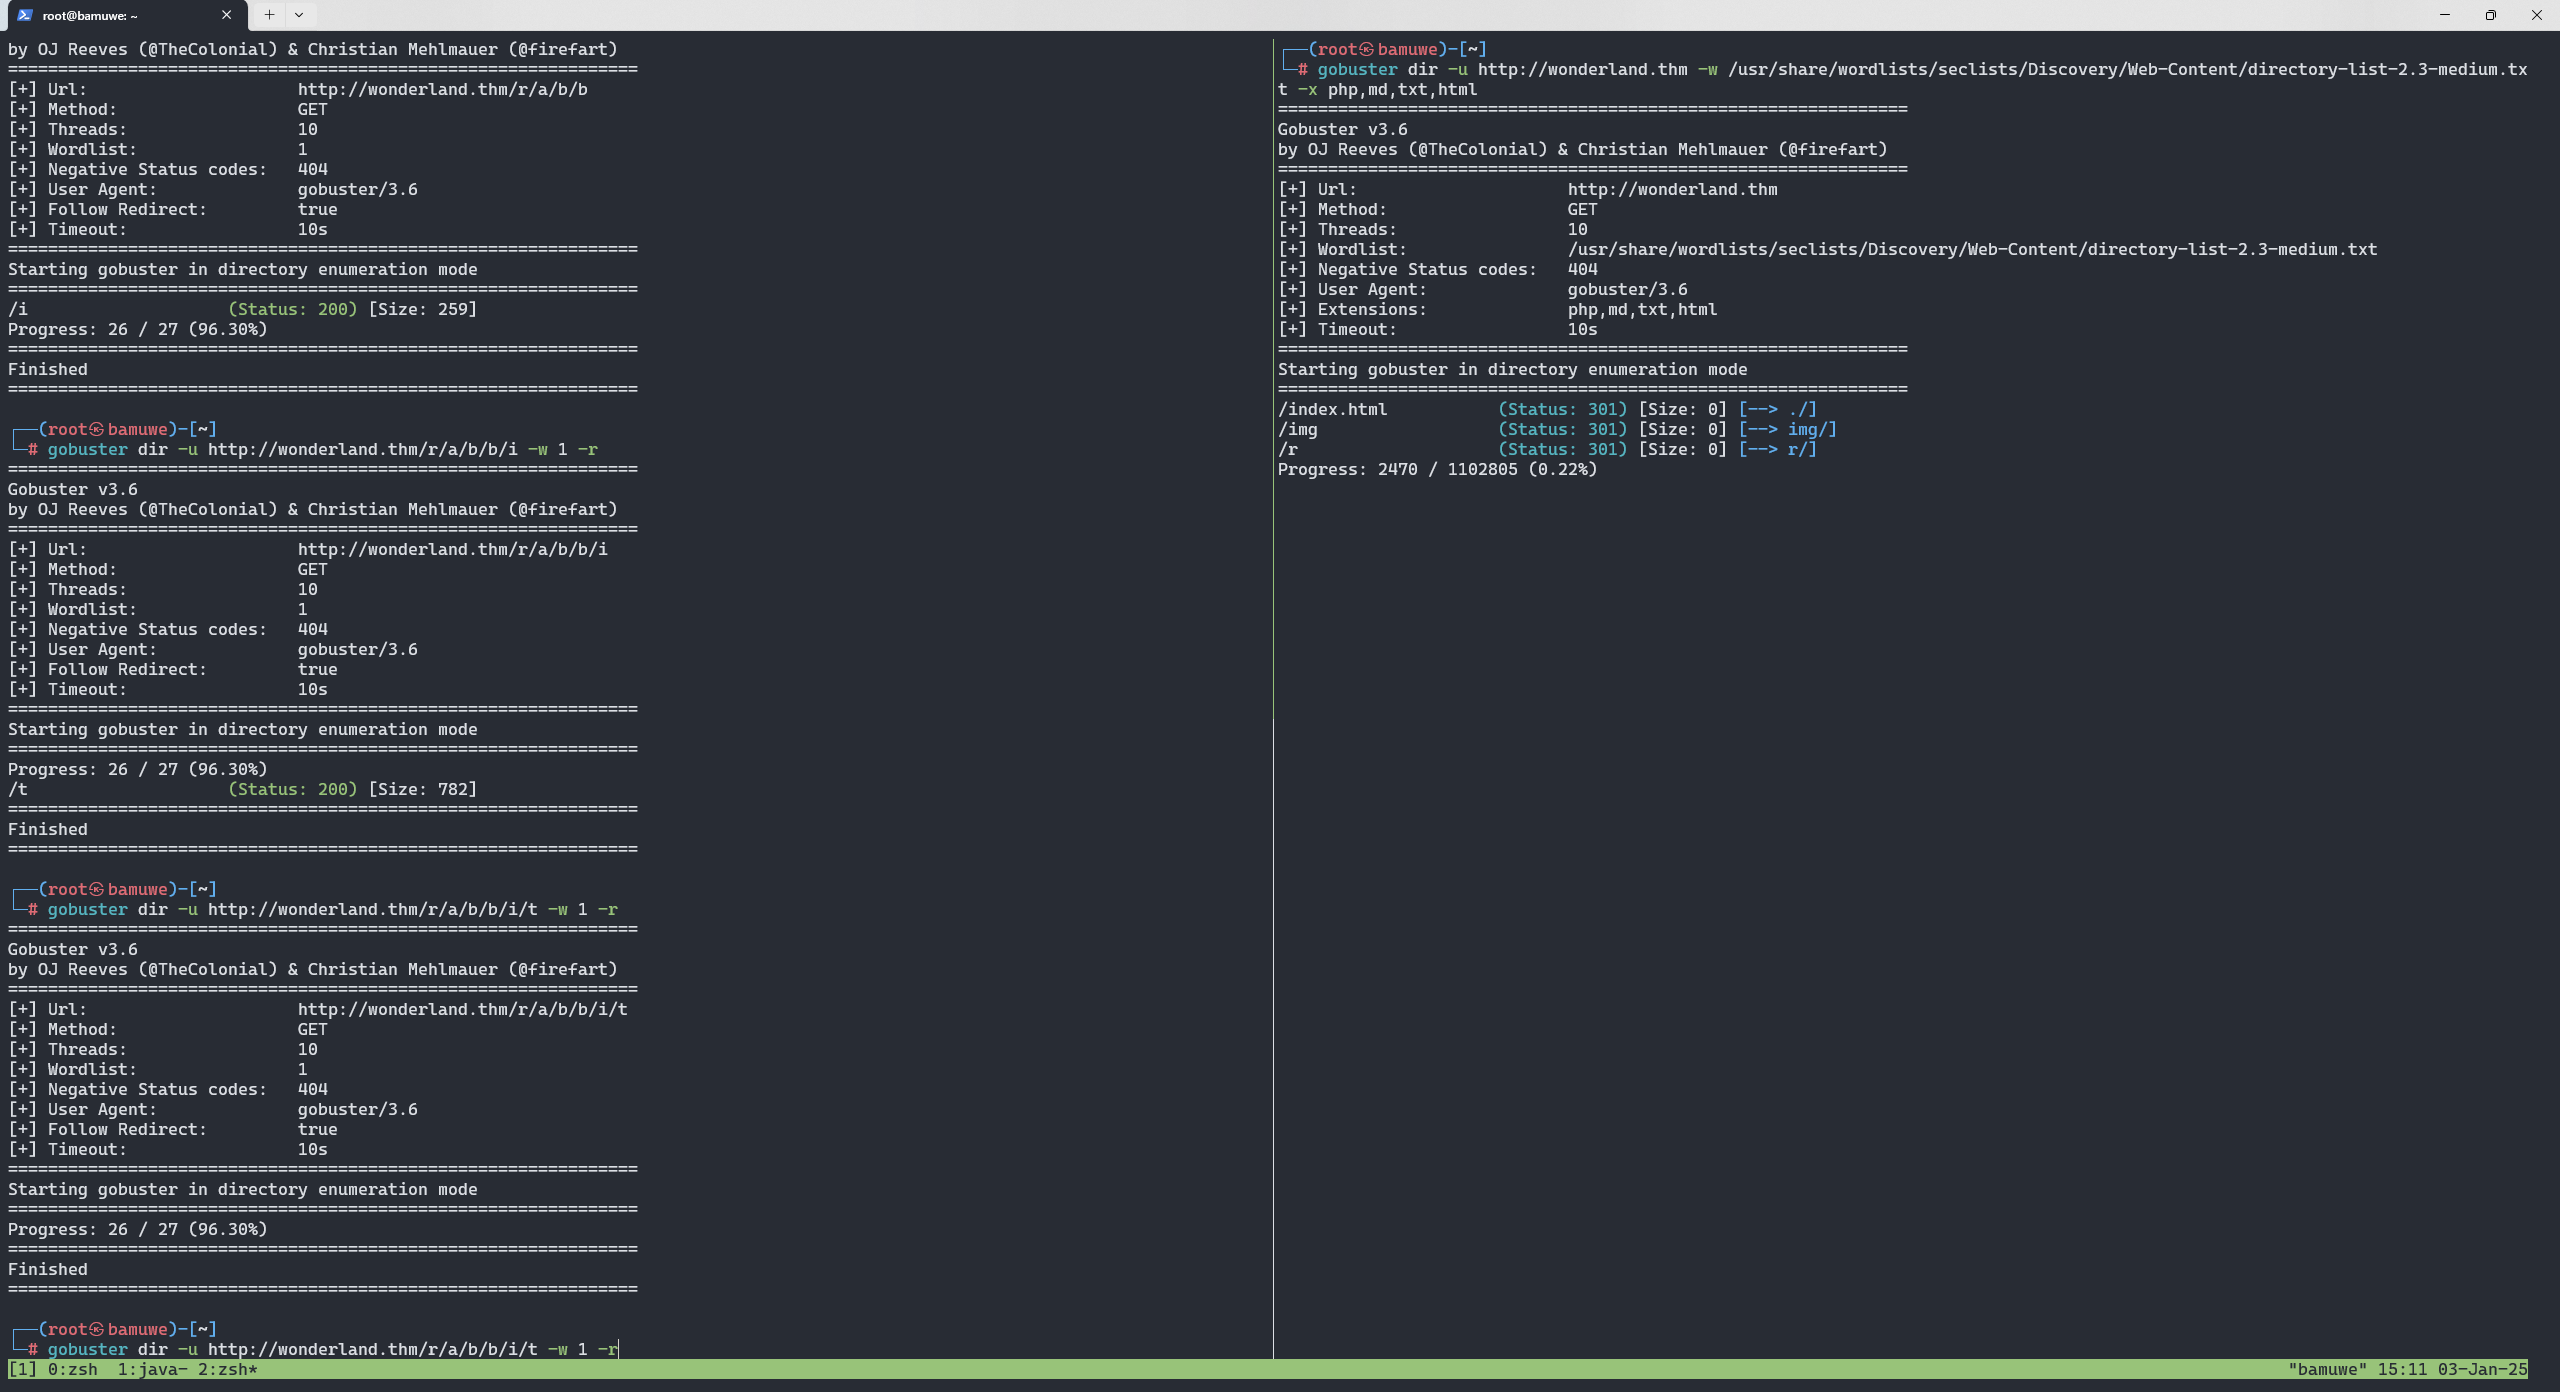 root@bamuwe: ~
by OJ Reeves (@TheColonial) & Christian Mehlmauer (@firefart)
===============================================================
[+] Url:                     http://wonderland.thm/r/a/b/b
[+] Method:                  GET
[+] Threads:                 10
[+] Wordlist:                1
[+] Negative Status codes:   404
[+] User Agent:              gobuster/3.6
[+] Follow Redirect:         true
[+] Timeout:                 10s
===============================================================
Starting gobuster in directory enumeration mode
===============================================================
/i                    (Status: 200) [Size: 259]
Progress: 26 / 27 (96.30%)
===============================================================
Finished
===============================================================
┌──(root㉿bamuwe)-[~]
└─# gobuster dir -u http://wonderland.thm/r/a/b/b/i -w 1 -r
===============================================================
Gobuster v3.6
by OJ Reeves (@TheColonial) & Christian Mehlmauer (@firefart)
===============================================================
[+] Url:                     http://wonderland.thm/r/a/b/b/i
[+] Method:                  GET
[+] Threads:                 10
[+] Wordlist:                1
[+] Negative Status codes:   404
[+] User Agent:              gobuster/3.6
[+] Follow Redirect:         true
[+] Timeout:                 10s
===============================================================
Starting gobuster in directory enumeration mode
===============================================================
Progress: 26 / 27 (96.30%)
/t                    (Status: 200) [Size: 782]
===============================================================
Finished
===============================================================
┌──(root㉿bamuwe)-[~]
└─# gobuster dir -u http://wonderland.thm/r/a/b/b/i/t -w 1 -r
===============================================================
Gobuster v3.6
by OJ Reeves (@TheColonial) & Christian Mehlmauer (@firefart)
===============================================================
[+] Url:                     http://wonderland.thm/r/a/b/b/i/t
[+] Method:                  GET
[+] Threads:                 10
[+] Wordlist:                1
[+] Negative Status codes:   404
[+] User Agent:              gobuster/3.6
[+] Follow Redirect:         true
[+] Timeout:                 10s
===============================================================
Starting gobuster in directory enumeration mode
===============================================================
Progress: 26 / 27 (96.30%)
===============================================================
Finished
===============================================================
┌──(root㉿bamuwe)-[~]
└─# gobuster dir -u http://wonderland.thm/r/a/b/b/i/t -w 1 -r
┌──(root㉿bamuwe)-[~]
└─# gobuster dir -u http://wonderland.thm -w /usr/share/wordlists/seclists/Discovery/Web-Content/directory-list-2.3-medium.tx
t -x php,md,txt,html
===============================================================
Gobuster v3.6
by OJ Reeves (@TheColonial) & Christian Mehlmauer (@firefart)
===============================================================
[+] Url:                     http://wonderland.thm
[+] Method:                  GET
[+] Threads:                 10
[+] Wordlist:                /usr/share/wordlists/seclists/Discovery/Web-Content/directory-list-2.3-medium.txt
[+] Negative Status codes:   404
[+] User Agent:              gobuster/3.6
[+] Extensions:              php,md,txt,html
[+] Timeout:                 10s
===============================================================
Starting gobuster in directory enumeration mode
===============================================================
/index.html           (Status: 301) [Size: 0] [--> ./]
/img                  (Status: 301) [Size: 0] [--> img/]
/r                    (Status: 301) [Size: 0] [--> r/]
Progress: 2470 / 1102805 (0.22%)
[1] 0:zsh  1:java- 2:zsh*
"bamuwe" 15:11 03-Jan-25